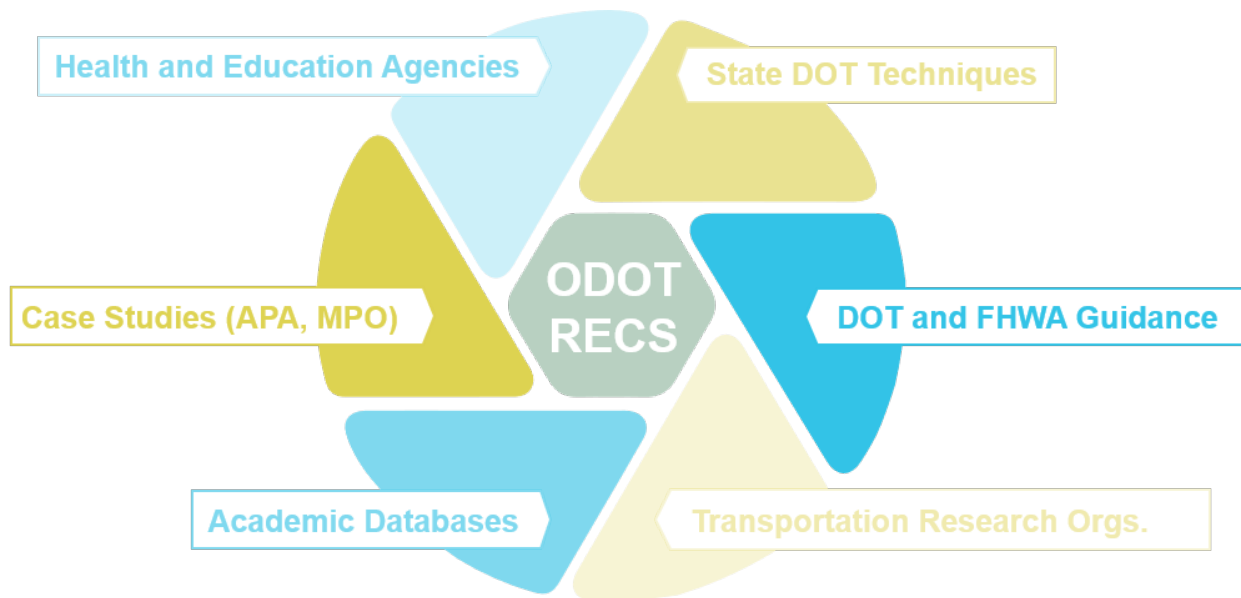 Health and Education Agencies
State DOT Techniques
ODOT
RECS
Case Studies (APA, MPO)
DOT and FHWA Guidance
Academic Databases
Transportation Research Orgs.